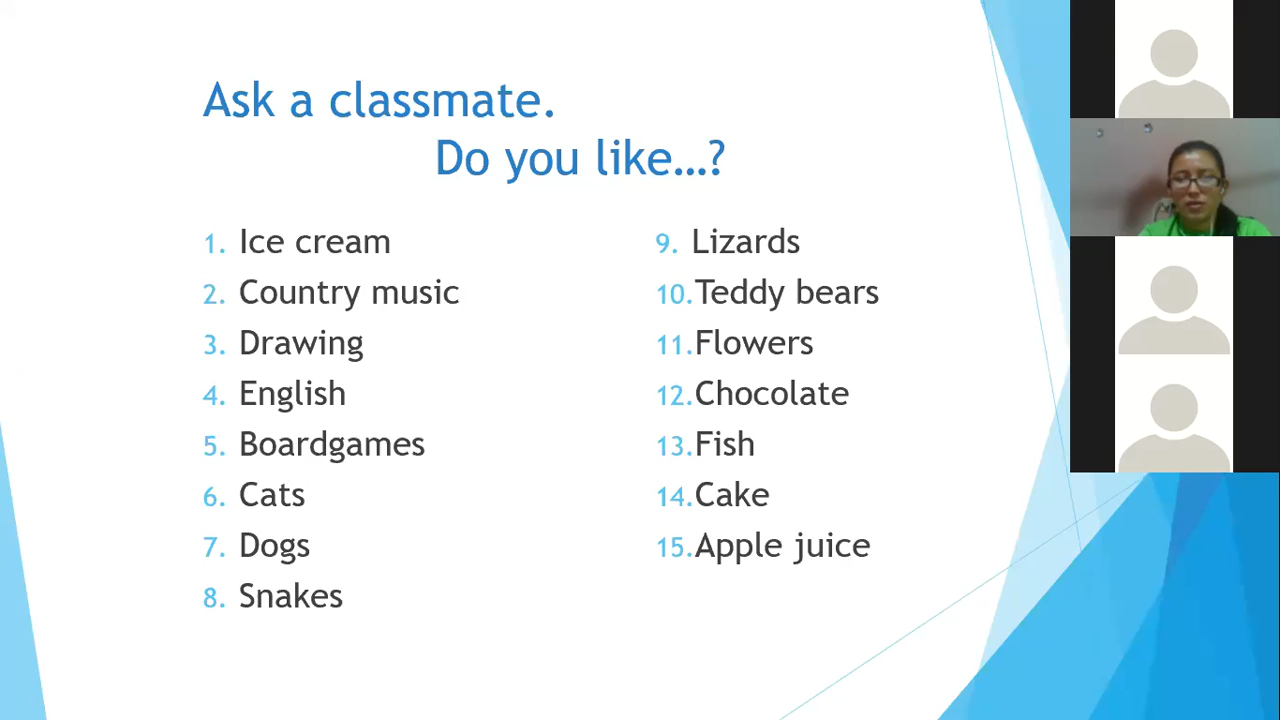 Ask a classmate.
Do you like...?
1. Ice cream
2. Country music
3. Drawing
4. English
5. Boardgames
6. Cats
7. Dogs
8. Snakes
9. Lizards
10.Teddy bears
11.Flowers
12.Chocolate
13.Fish
14.Cake
15.Apple juice